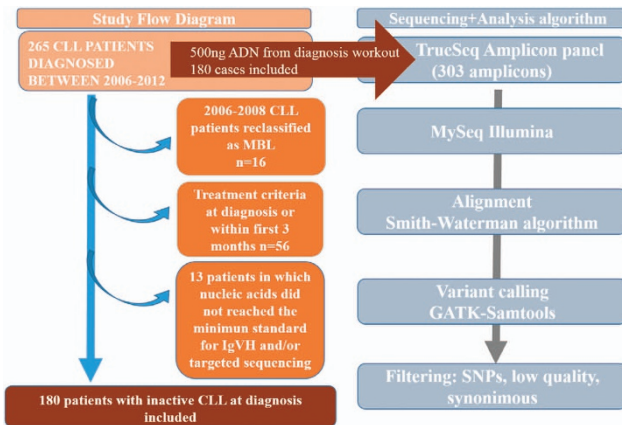 Study Flow Diagram
265 CLL PATIENTS
DIAGNOSED
BETWEEN 2006-2012
500ng ADN from diagnosis workout
180 cases included
2006-2008 CLL
patients reclassified
as MBL
n=16
Treatment criteria
at diagnosis or
within first 3
months n=56
13 patients in which
nucleic acids did
not reached the
minimun standard
for IgVH and/or
targeted sequencing
180 patients with inactive CLL at diagnosis
included
Sequencing+Analysis algorithm
TrueSeq Amplicon panel
(303 amplicons)
MySeq Illumina
Alignment
Smith-Waterman algorithm
Variant calling
GATK-Samtools
Filtering: SNPs, low quality,
synonimous